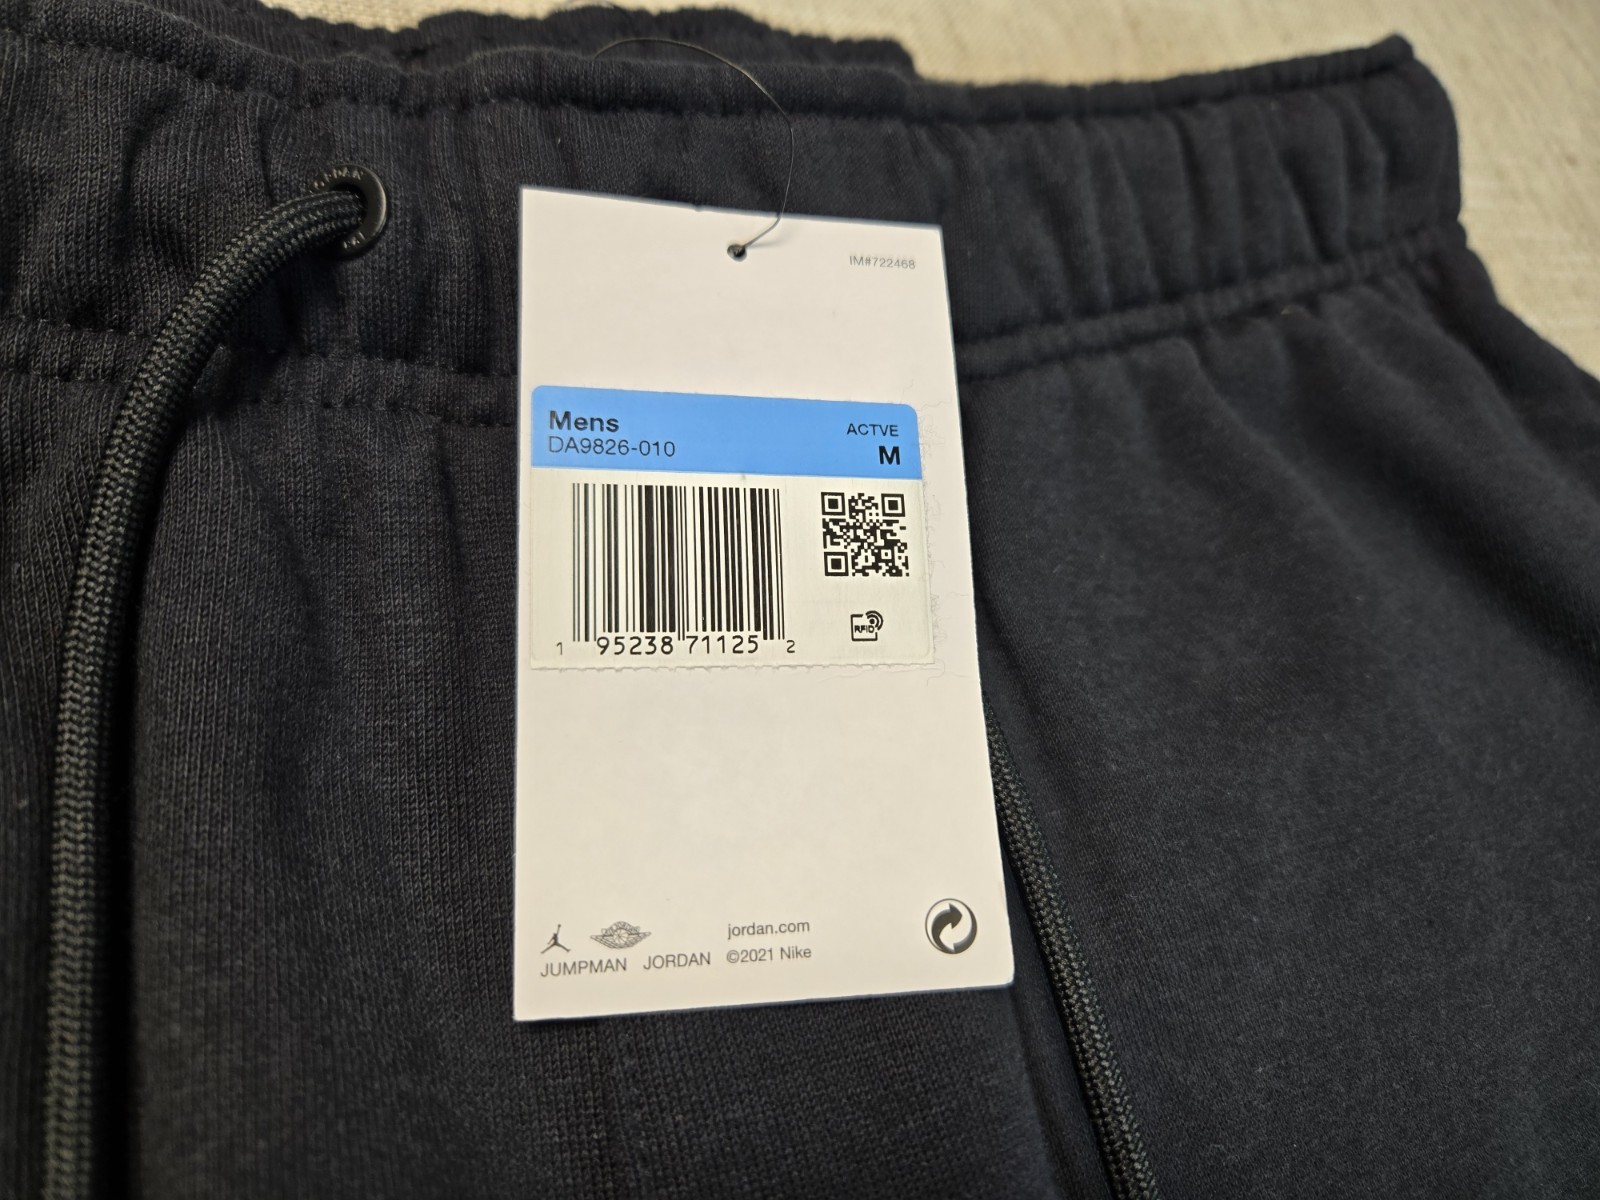 IM#722468
Mens
ACTVE
DA9826-010
M
1 95238 71125 2
RFID
jordan.com
JUMPMAN JORDAN ©2021 Nike